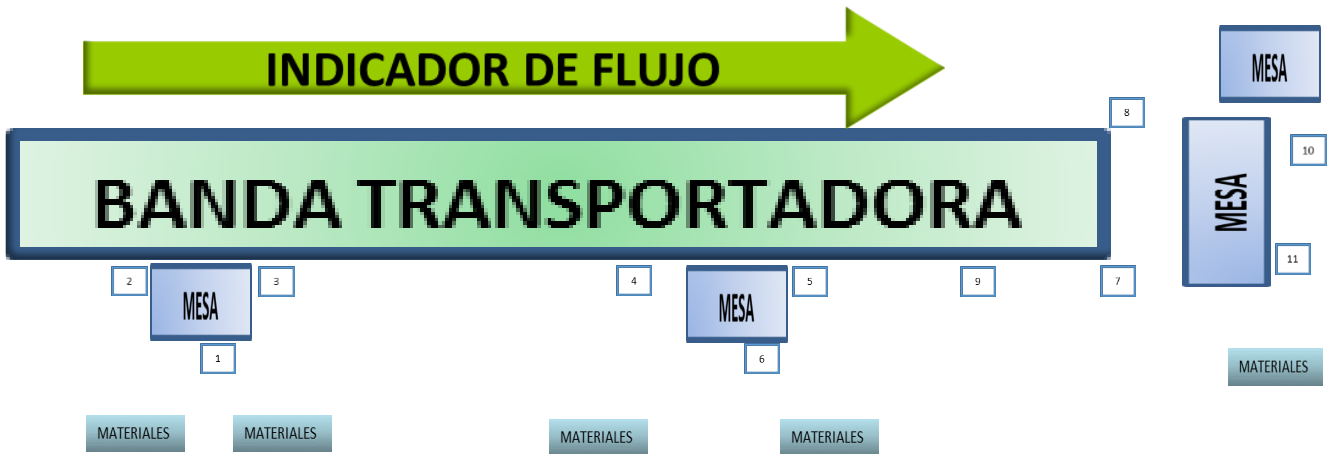 INDICADOR DE FLUJO
MESA
8
10
BANDA TRANSPORTADORA
MESA
11
2
MESA
3
4
MESA
5
9
7
1
6
MATERIALES
MATERIALES
MATERIALES
MATERIALES
MATERIALES